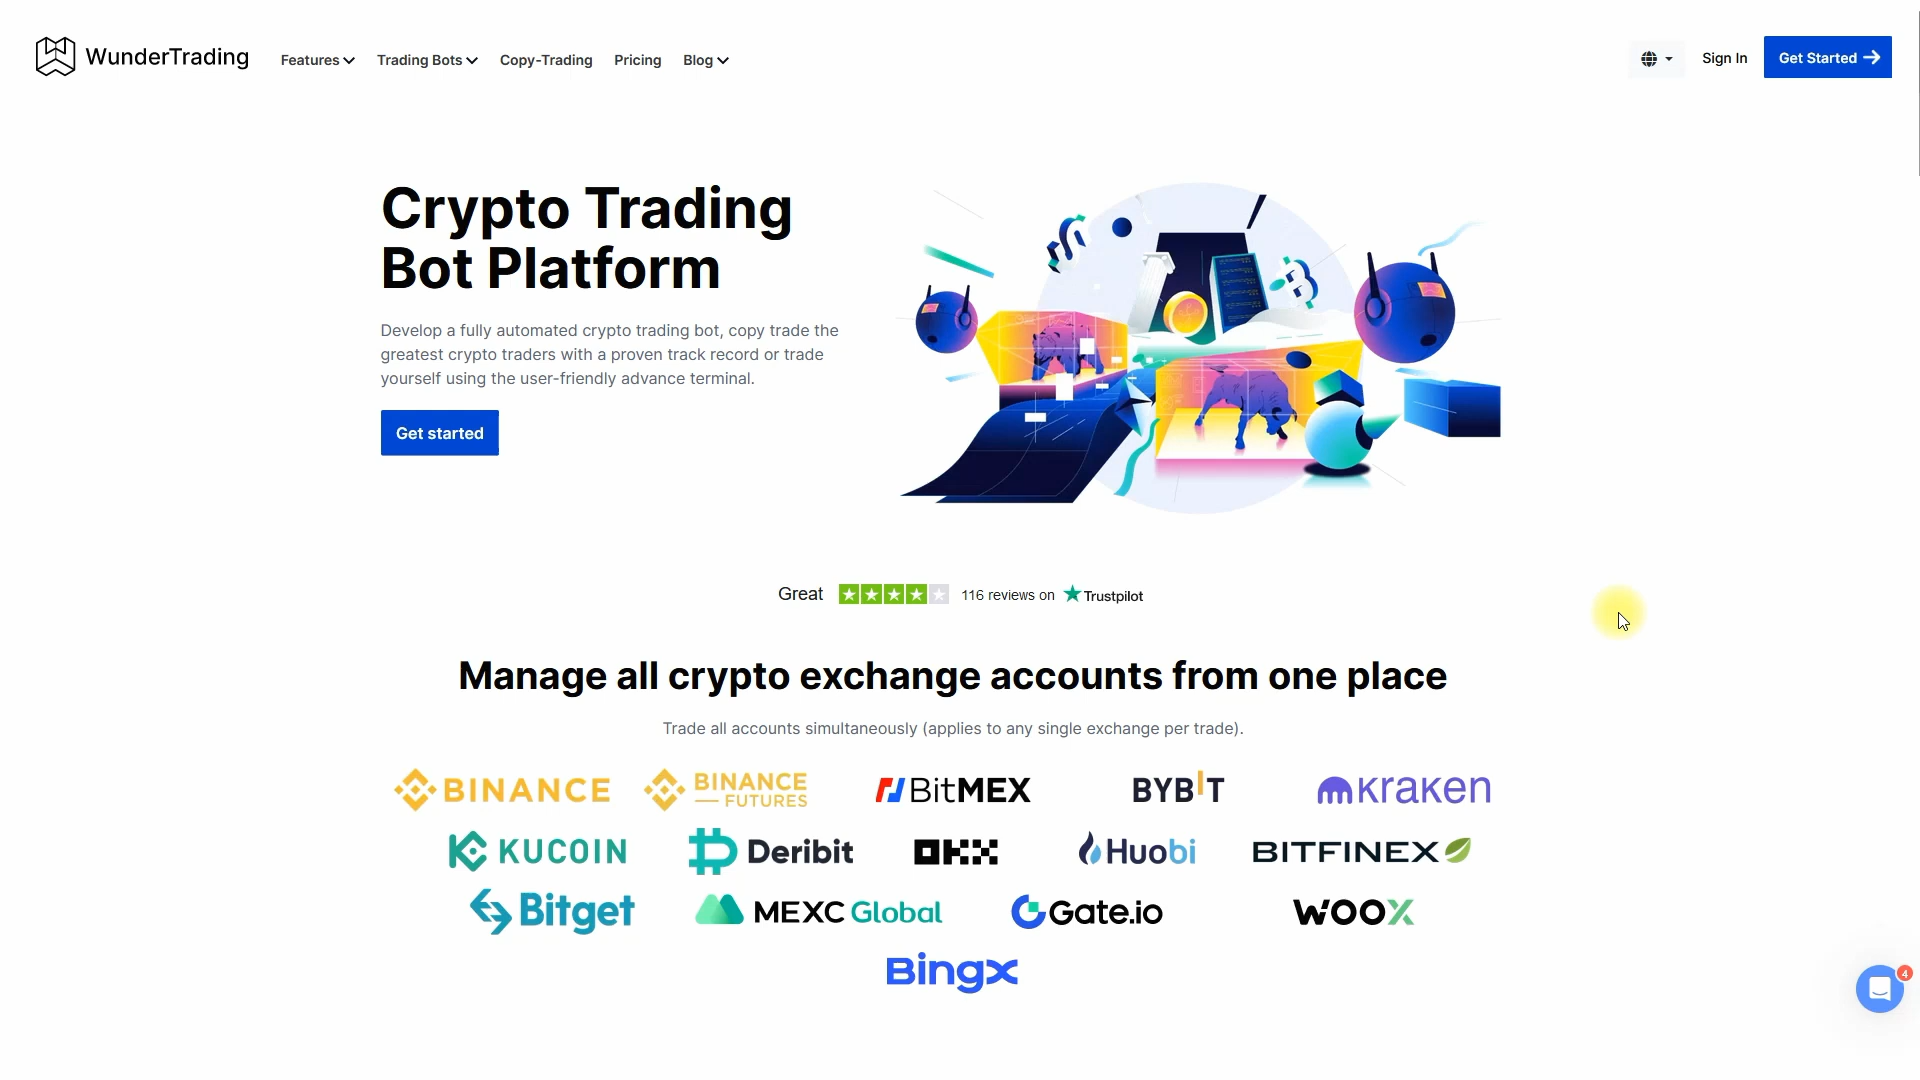 WunderTrading
Features
Trading Bots
Copy-Trading
Pricing
Blog
Sign In
Get Started
Crypto Trading
Bot Platform
Develop a fully automated crypto trading bot, copy trade the
greatest crypto traders with a proven track record or trade
yourself using the user-friendly advance terminal.
Get started
Great
116 reviews on
Trustpilot
Manage all crypto exchange accounts from one place
Trade all accounts simultaneously (applies to any single exchange per trade).
BINANCE
BINANCE
FUTURES
BitMEX
BYBIT
kraken
KUCOIN
Deribit
OKX
Huobi
BITFINEX
Bitget
MEXC Global
Gate.io
WOOX
BingX
4